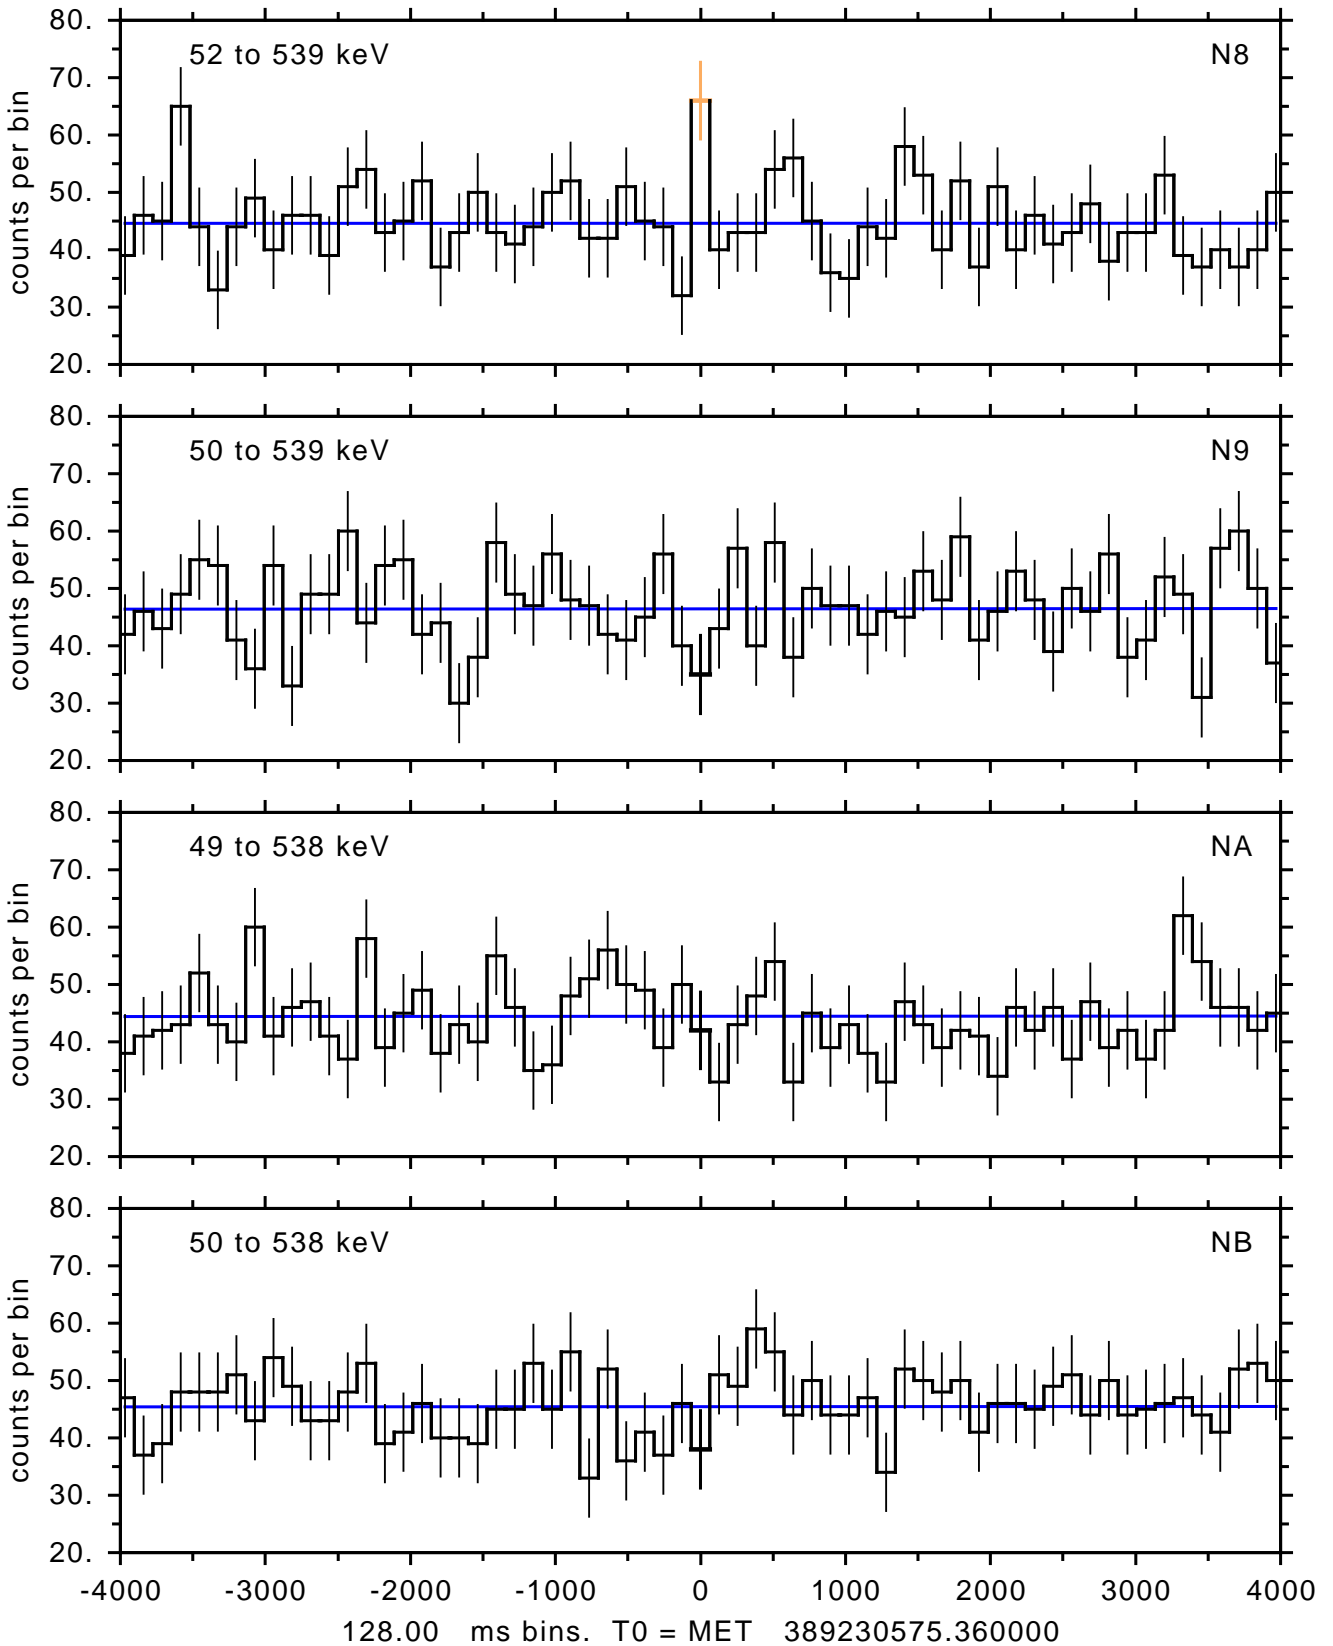 80.
52 to 539 keV N8
70.
60.
50.
40.
30.
20.
counts per bin
80.
50 to 539 keV N9
70.
60.
50.
40.
30.
20.
counts per bin
80.
49 to 538 keV NA
70.
60.
50.
40.
30.
20.
counts per bin
80.
50 to 538 keV NB
70.
60.
50.
40.
30.
20.
counts per bin
-4000 -3000 -2000 -1000 0 1000 2000 3000 4000
128.00 ms bins. T0 = MET 389230575.360000